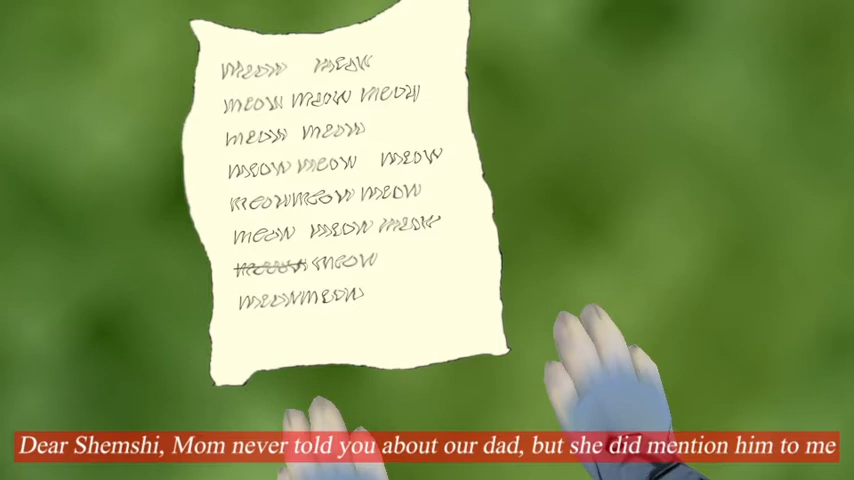 meow meow
meow meow meow
meow meow
meow meow meow
meowmeow meow
meow meow meow
meow
meowmeow
Dear Shemshi, Mom never told you about our dad, but she did mention him to me